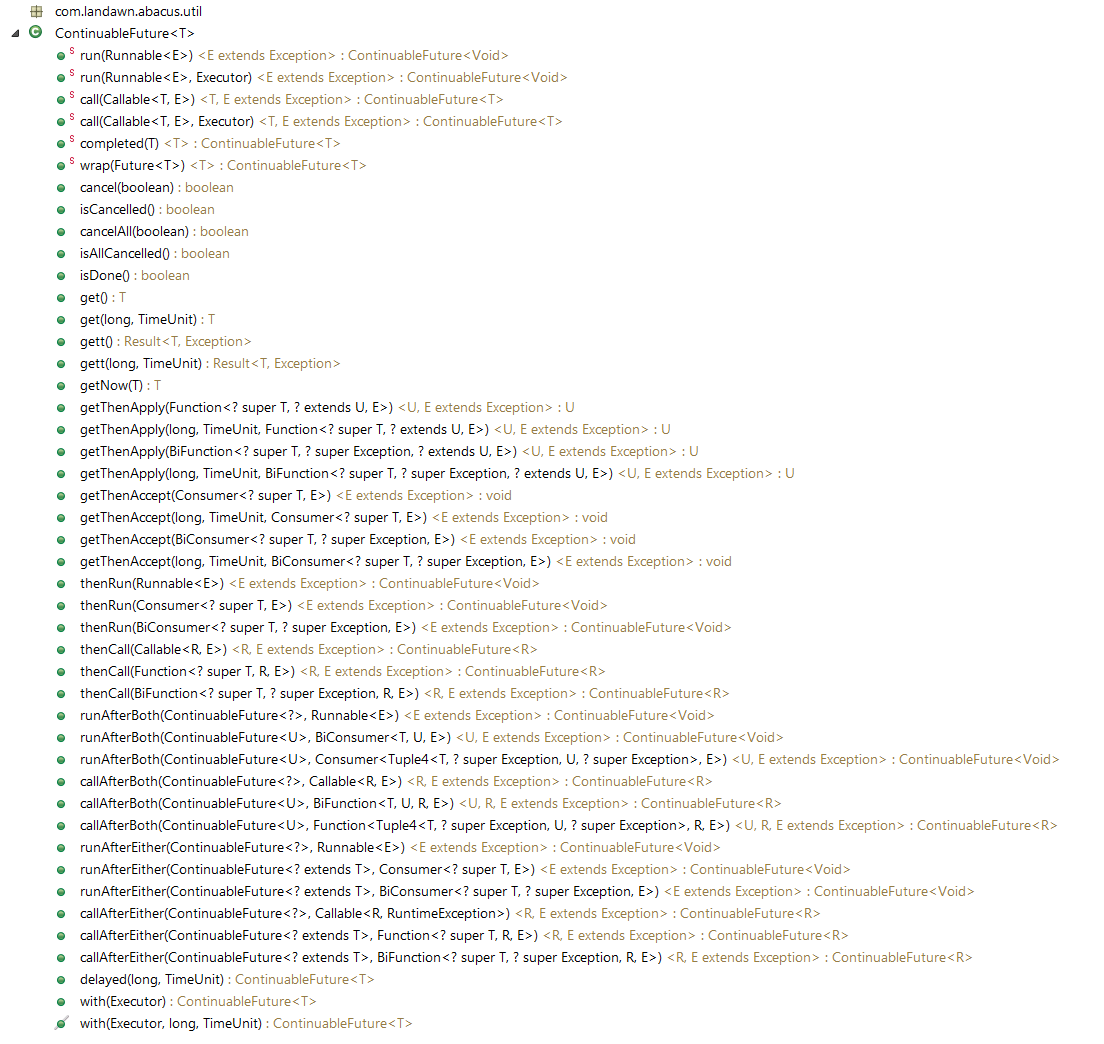 com.landawn.abacus.util
ContinuableFuture<T>
S run(Runnable<E>) <E extends Exception> : ContinuableFuture<Void>
S run(Runnable<E>, Executor) <E extends Exception> : ContinuableFuture<Void>
S call(Callable<T, E>) <T, E extends Exception> : ContinuableFuture<T>
S call(Callable<T, E>, Executor) <T, E extends Exception> : ContinuableFuture<T>
S completed(T) <T> : ContinuableFuture<T>
S wrap(Future<T>) <T> : ContinuableFuture<T>
cancel(boolean) : boolean
isCancelled() : boolean
cancelAll(boolean) : boolean
isAllCancelled() : boolean
isDone() : boolean
get() : T
get(long, TimeUnit) : T
gett() : Result<T, Exception>
gett(long, TimeUnit) : Result<T, Exception>
getNow(T) : T
getThenApply(Function<? super T, ? extends U, E>) <U, E extends Exception> : U
getThenApply(long, TimeUnit, Function<? super T, ? extends U, E>) <U, E extends Exception> : U
getThenApply(BiFunction<? super T, ? super Exception, ? extends U, E>) <U, E extends Exception> : U
getThenApply(long, TimeUnit, BiFunction<? super T, ? super Exception, ? extends U, E>) <U, E extends Exception> : U
getThenAccept(Consumer<? super T, E>) <E extends Exception> : void
getThenAccept(long, TimeUnit, Consumer<? super T, E>) <E extends Exception> : void
getThenAccept(BiConsumer<? super T, ? super Exception, E>) <E extends Exception> : void
getThenAccept(long, TimeUnit, BiConsumer<? super T, ? super Exception, E>) <E extends Exception> : void
thenRun(Runnable<E>) <E extends Exception> : ContinuableFuture<Void>
thenRun(Consumer<? super T, E>) <E extends Exception> : ContinuableFuture<Void>
thenRun(BiConsumer<? super T, ? super Exception, E>) <E extends Exception> : ContinuableFuture<Void>
thenCall(Callable<R, E>) <R, E extends Exception> : ContinuableFuture<R>
thenCall(Function<? super T, R, E>) <R, E extends Exception> : ContinuableFuture<R>
thenCall(BiFunction<? super T, ? super Exception, R, E>) <R, E extends Exception> : ContinuableFuture<R>
runAfterBoth(ContinuableFuture<?>, Runnable<E>) <E extends Exception> : ContinuableFuture<Void>
runAfterBoth(ContinuableFuture<U>, BiConsumer<T, U, E>) <U, E extends Exception> : ContinuableFuture<Void>
runAfterBoth(ContinuableFuture<U>, Consumer<Tuple4<T, ? super Exception, U, ? super Exception>, E>) <U, E extends Exception> : ContinuableFuture<Void>
callAfterBoth(ContinuableFuture<?>, Callable<R, E>) <R, E extends Exception> : ContinuableFuture<R>
callAfterBoth(ContinuableFuture<U>, BiFunction<T, U, R, E>) <U, R, E extends Exception> : ContinuableFuture<R>
callAfterBoth(ContinuableFuture<U>, Function<Tuple4<T, ? super Exception, U, ? super Exception>, R, E>) <U, R, E extends Exception> : ContinuableFuture<R>
runAfterEither(ContinuableFuture<?>, Runnable<E>) <E extends Exception> : ContinuableFuture<Void>
runAfterEither(ContinuableFuture<? extends T>, Consumer<? super T, E>) <E extends Exception> : ContinuableFuture<Void>
runAfterEither(ContinuableFuture<? extends T>, BiConsumer<? super T, ? super Exception, E>) <E extends Exception> : ContinuableFuture<Void>
callAfterEither(ContinuableFuture<?>, Callable<R, RuntimeException>) <R, E extends Exception> : ContinuableFuture<R>
callAfterEither(ContinuableFuture<? extends T>, Function<? super T, R, E>) <R, E extends Exception> : ContinuableFuture<R>
callAfterEither(ContinuableFuture<? extends T>, BiFunction<? super T, ? super Exception, R, E>) <R, E extends Exception> : ContinuableFuture<R>
delayed(long, TimeUnit) : ContinuableFuture<T>
with(Executor) : ContinuableFuture<T>
with(Executor, long, TimeUnit) : ContinuableFuture<T>